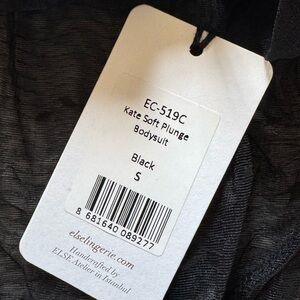 EC-519C
Kate Soft Plunge
Bodysuit
Black
S
8 681640 089277
elselingerie.com
Handcrafted by
ELSE Atelier in Istanbul